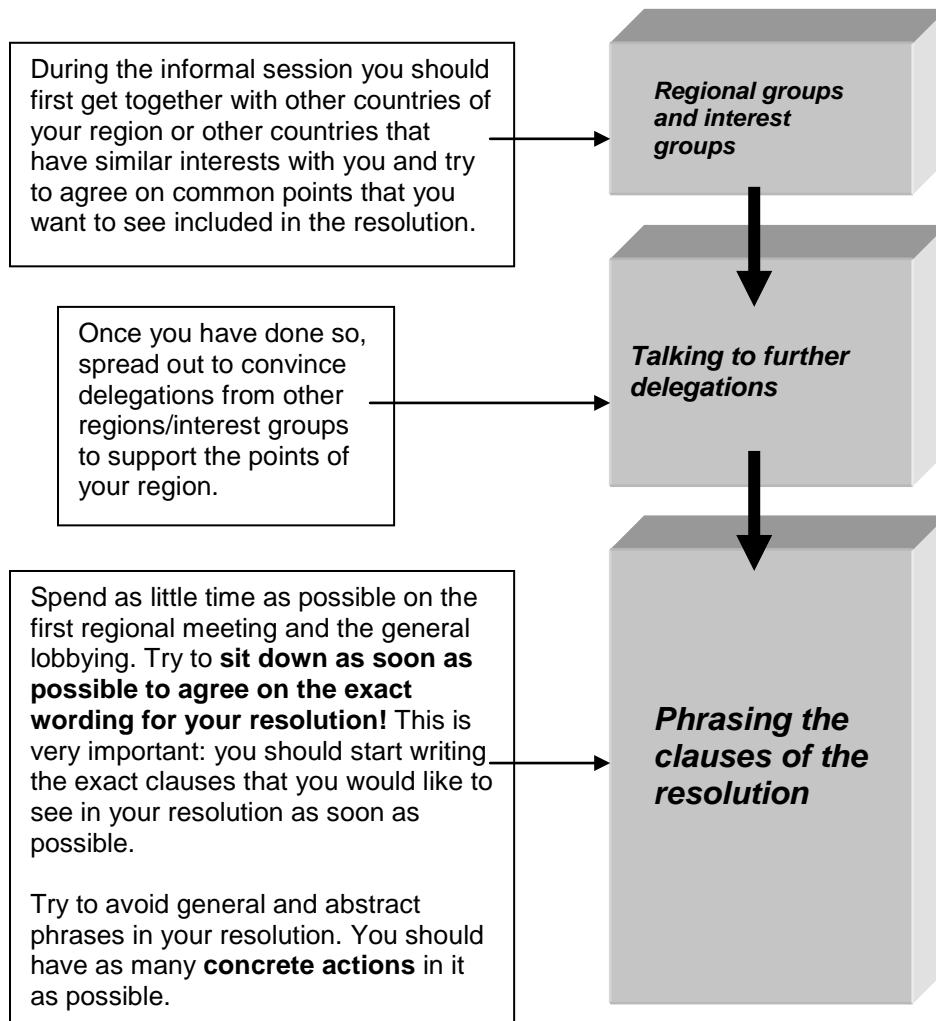 During the informal session you should
first get together with other countries of
your region or other countries that
have similar interests with you and try
to agree on common points that you
want to see included in the resolution.
Regional groups
and interest
groups
Once you have done so,
spread out to convince
delegations from other
regions/interest groups
to support the points of
your region.
Talking to further
delegations
Spend as little time as possible on the
first regional meeting and the general
lobbying. Try to sit down as soon as
possible to agree on the exact
wording for your resolution! This is
very important: you should start writing
the exact clauses that you would like to
see in your resolution as soon as
possible.
Try to avoid general and abstract
phrases in your resolution. You should
have as many concrete actions in it
as possible.
Phrasing the
clauses of the
resolution